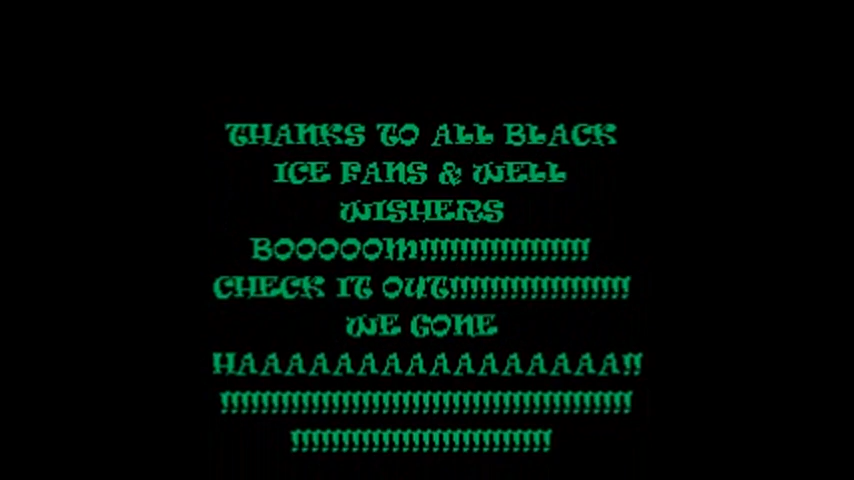 THANKS TO ALL BLACK
ICE FANS & WELL
WISHERS
BOOOOOM!!!!!!!!!!!!!!!!!!!!
CHECK IT OUT!!!!!!!!!!!!!!!!!!!!!
WE GONE
HAAAAAAAAAAAAAAAAA!!
!!!!!!!!!!!!!!!!!!!!!!!!!!!!!!!!!!!!!!!!!!!!!!!!
!!!!!!!!!!!!!!!!!!!!!!!!!!!!!!